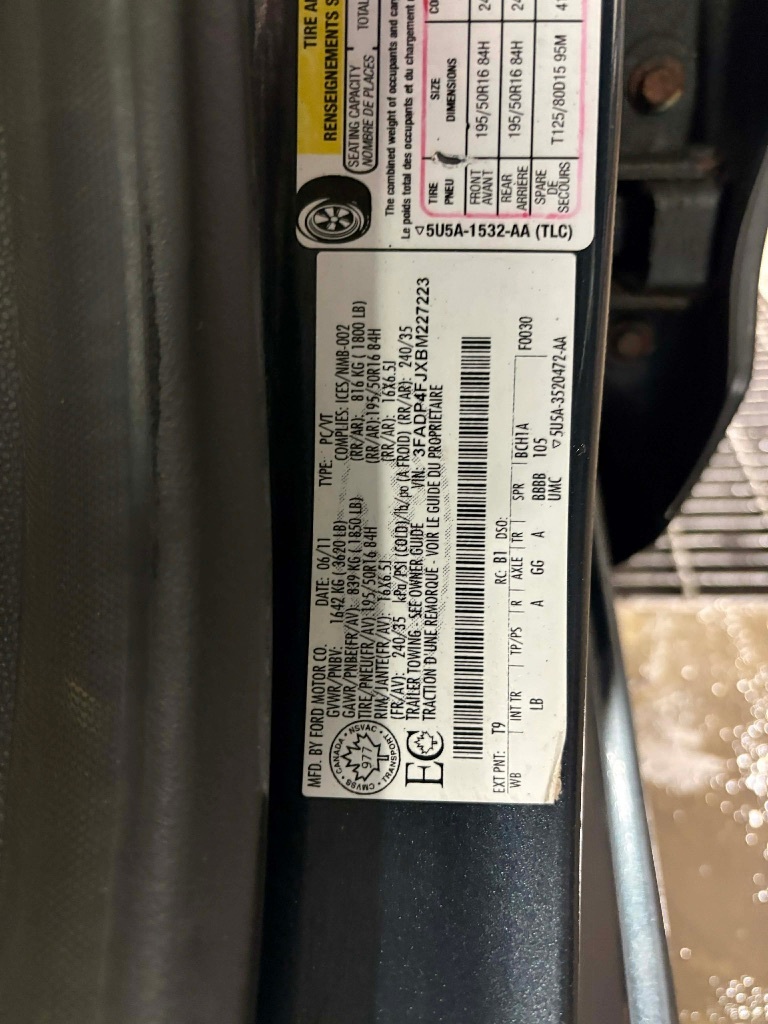 MFD. BY FORD MOTOR CO.
DATE: 06/11
TYPE: PC/VT
GVWR/PNBV: 1642 KG ( 3620 LB)
COMPLIES: ICES/NMB-002
GAWR/PNBE(FR/AV): 839 KG ( 1850 LB)
(RR/AR): 816 KG ( 1800 LB)
TIRE/PNEU(FR/AV):195/50R16 84H
(RR/AR):195/50R16 84H
RIM/JANTE(FR/AV): 16X6.5J
(RR/AR): 16X6.5J
(FR/AV): 240/35 kPa/PSI (COLD)/lb/po (A FROID) (RR/AR): 240/35
TRAILER TOWING - SEE OWNER GUIDE VIN: 3FADP4FJXBM227223
TRACTION D'UNE REMORQUE - VOIR LE GUIDE DU PROPRIETAIRE
CANADA • NSVAC • TRANSPORT • CMVSS
977
EC
EXT PNT: T9 RC: B1 DSO:
WB INT TR TP/PS R AXLE TR SPR BCH1A F0030
LB A GG A BBBB 105
UMC ▽5U5A-3520472-AA
TIRE
RENSEIGNEMENTS
SEATING CAPACITY TOTAL
NOMBRE DE PLACES
The combined weight of occupants and
Le poids total des occupants et du chargement
TIRE SIZE
PNEU DIMENSIONS
FRONT 195/50R16 84H
AVANT
REAR 195/50R16 84H
ARRIÈRE
SPARE T125/80D15 95M
DE
SECOURS
▽5U5A-1532-AA (TLC)